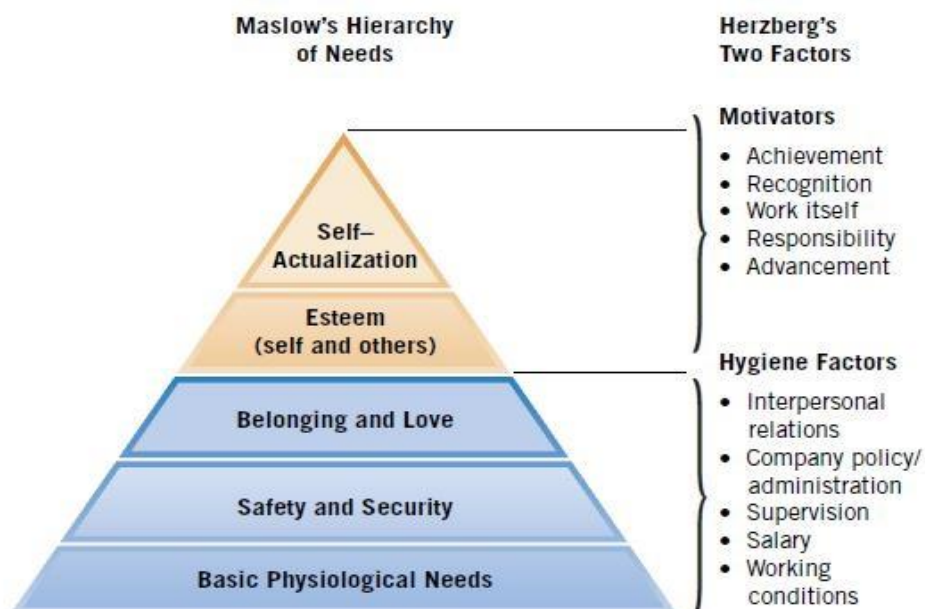 Maslow's Hierarchy
of Needs
Self–
Actualization
Esteem
(self and others)
Belonging and Love
Safety and Security
Basic Physiological Needs
Herzberg's
Two Factors
Motivators
• Achievement
• Recognition
• Work itself
• Responsibility
• Advancement
Hygiene Factors
• Interpersonal
relations
• Company policy/
administration
• Supervision
• Salary
• Working
conditions